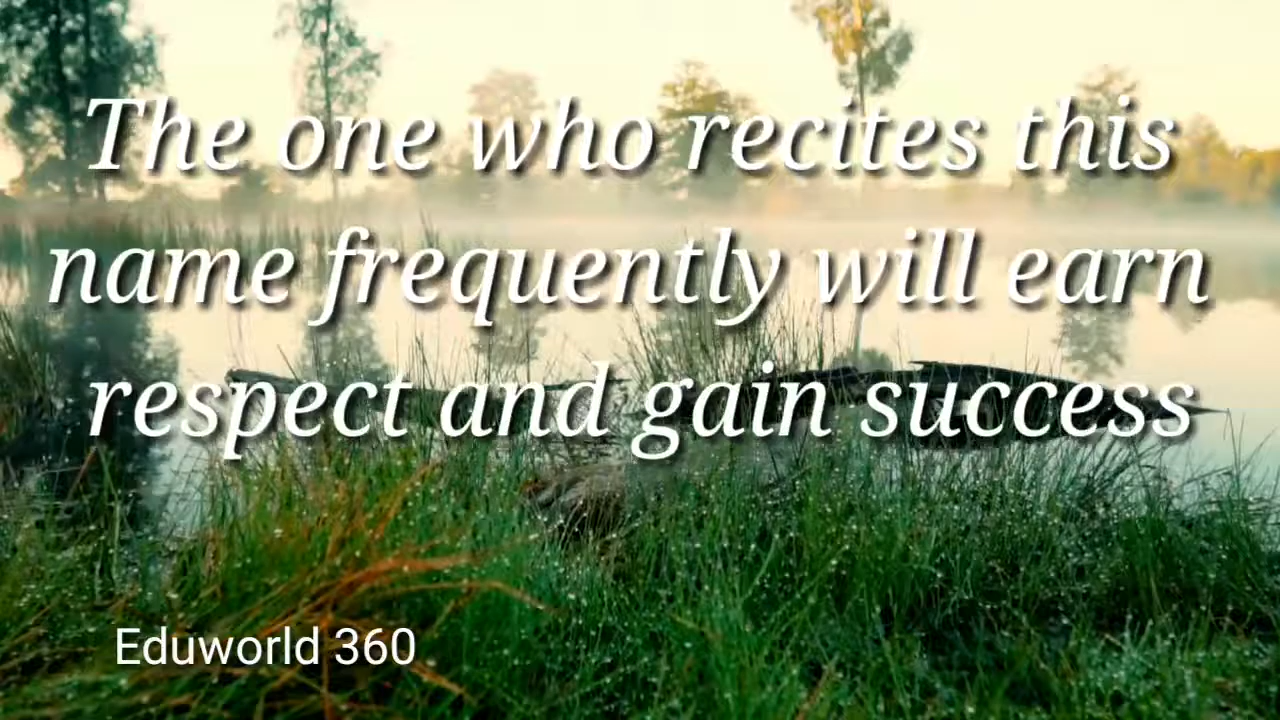 The one who recites this
name frequently will earn
respect and gain success
Eduworld 360